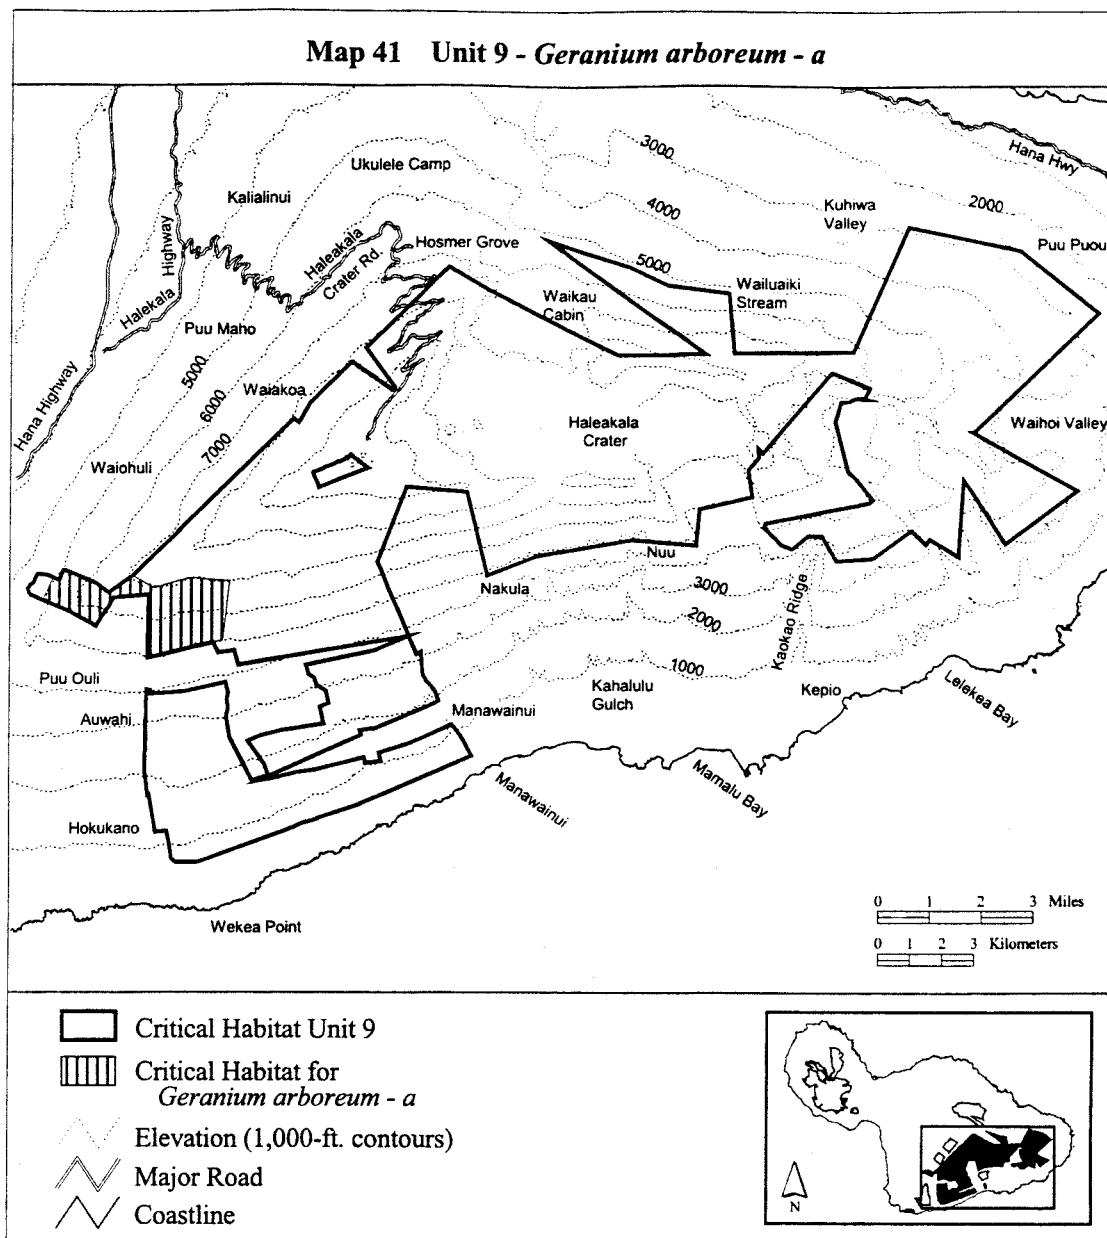 Map 41 Unit 9 - Geranium arboreum - a
Hana Hwy
3000
Ukulele Camp
Kalialinui
4000
Kuhiwa
Valley
2000
Puu Puou
Halekala Highway
Haleakala
Crater Rd.
Hosmer Grove
5000
Wailuaiki
Stream
Waikau
Cabin
Puu Maho
Hana Highway
5000
6000
7000
Waiakoa
Haleakala
Crater
Waihoi Valley
Waiohuli
Nuu
Nakula
3000
2000
1000
Kaokao Ridge
Puu Ouli
Auwahi
Manawainui
Kahalulu
Gulch
Kepio
Lelekea Bay
Mamalu Bay
Manawainui
Hokukano
Wekea Point
0 1 2 3 Miles
0 1 2 3 Kilometers
Critical Habitat Unit 9
Critical Habitat for
Geranium arboreum - a
Elevation (1,000-ft. contours)
Major Road
Coastline
N